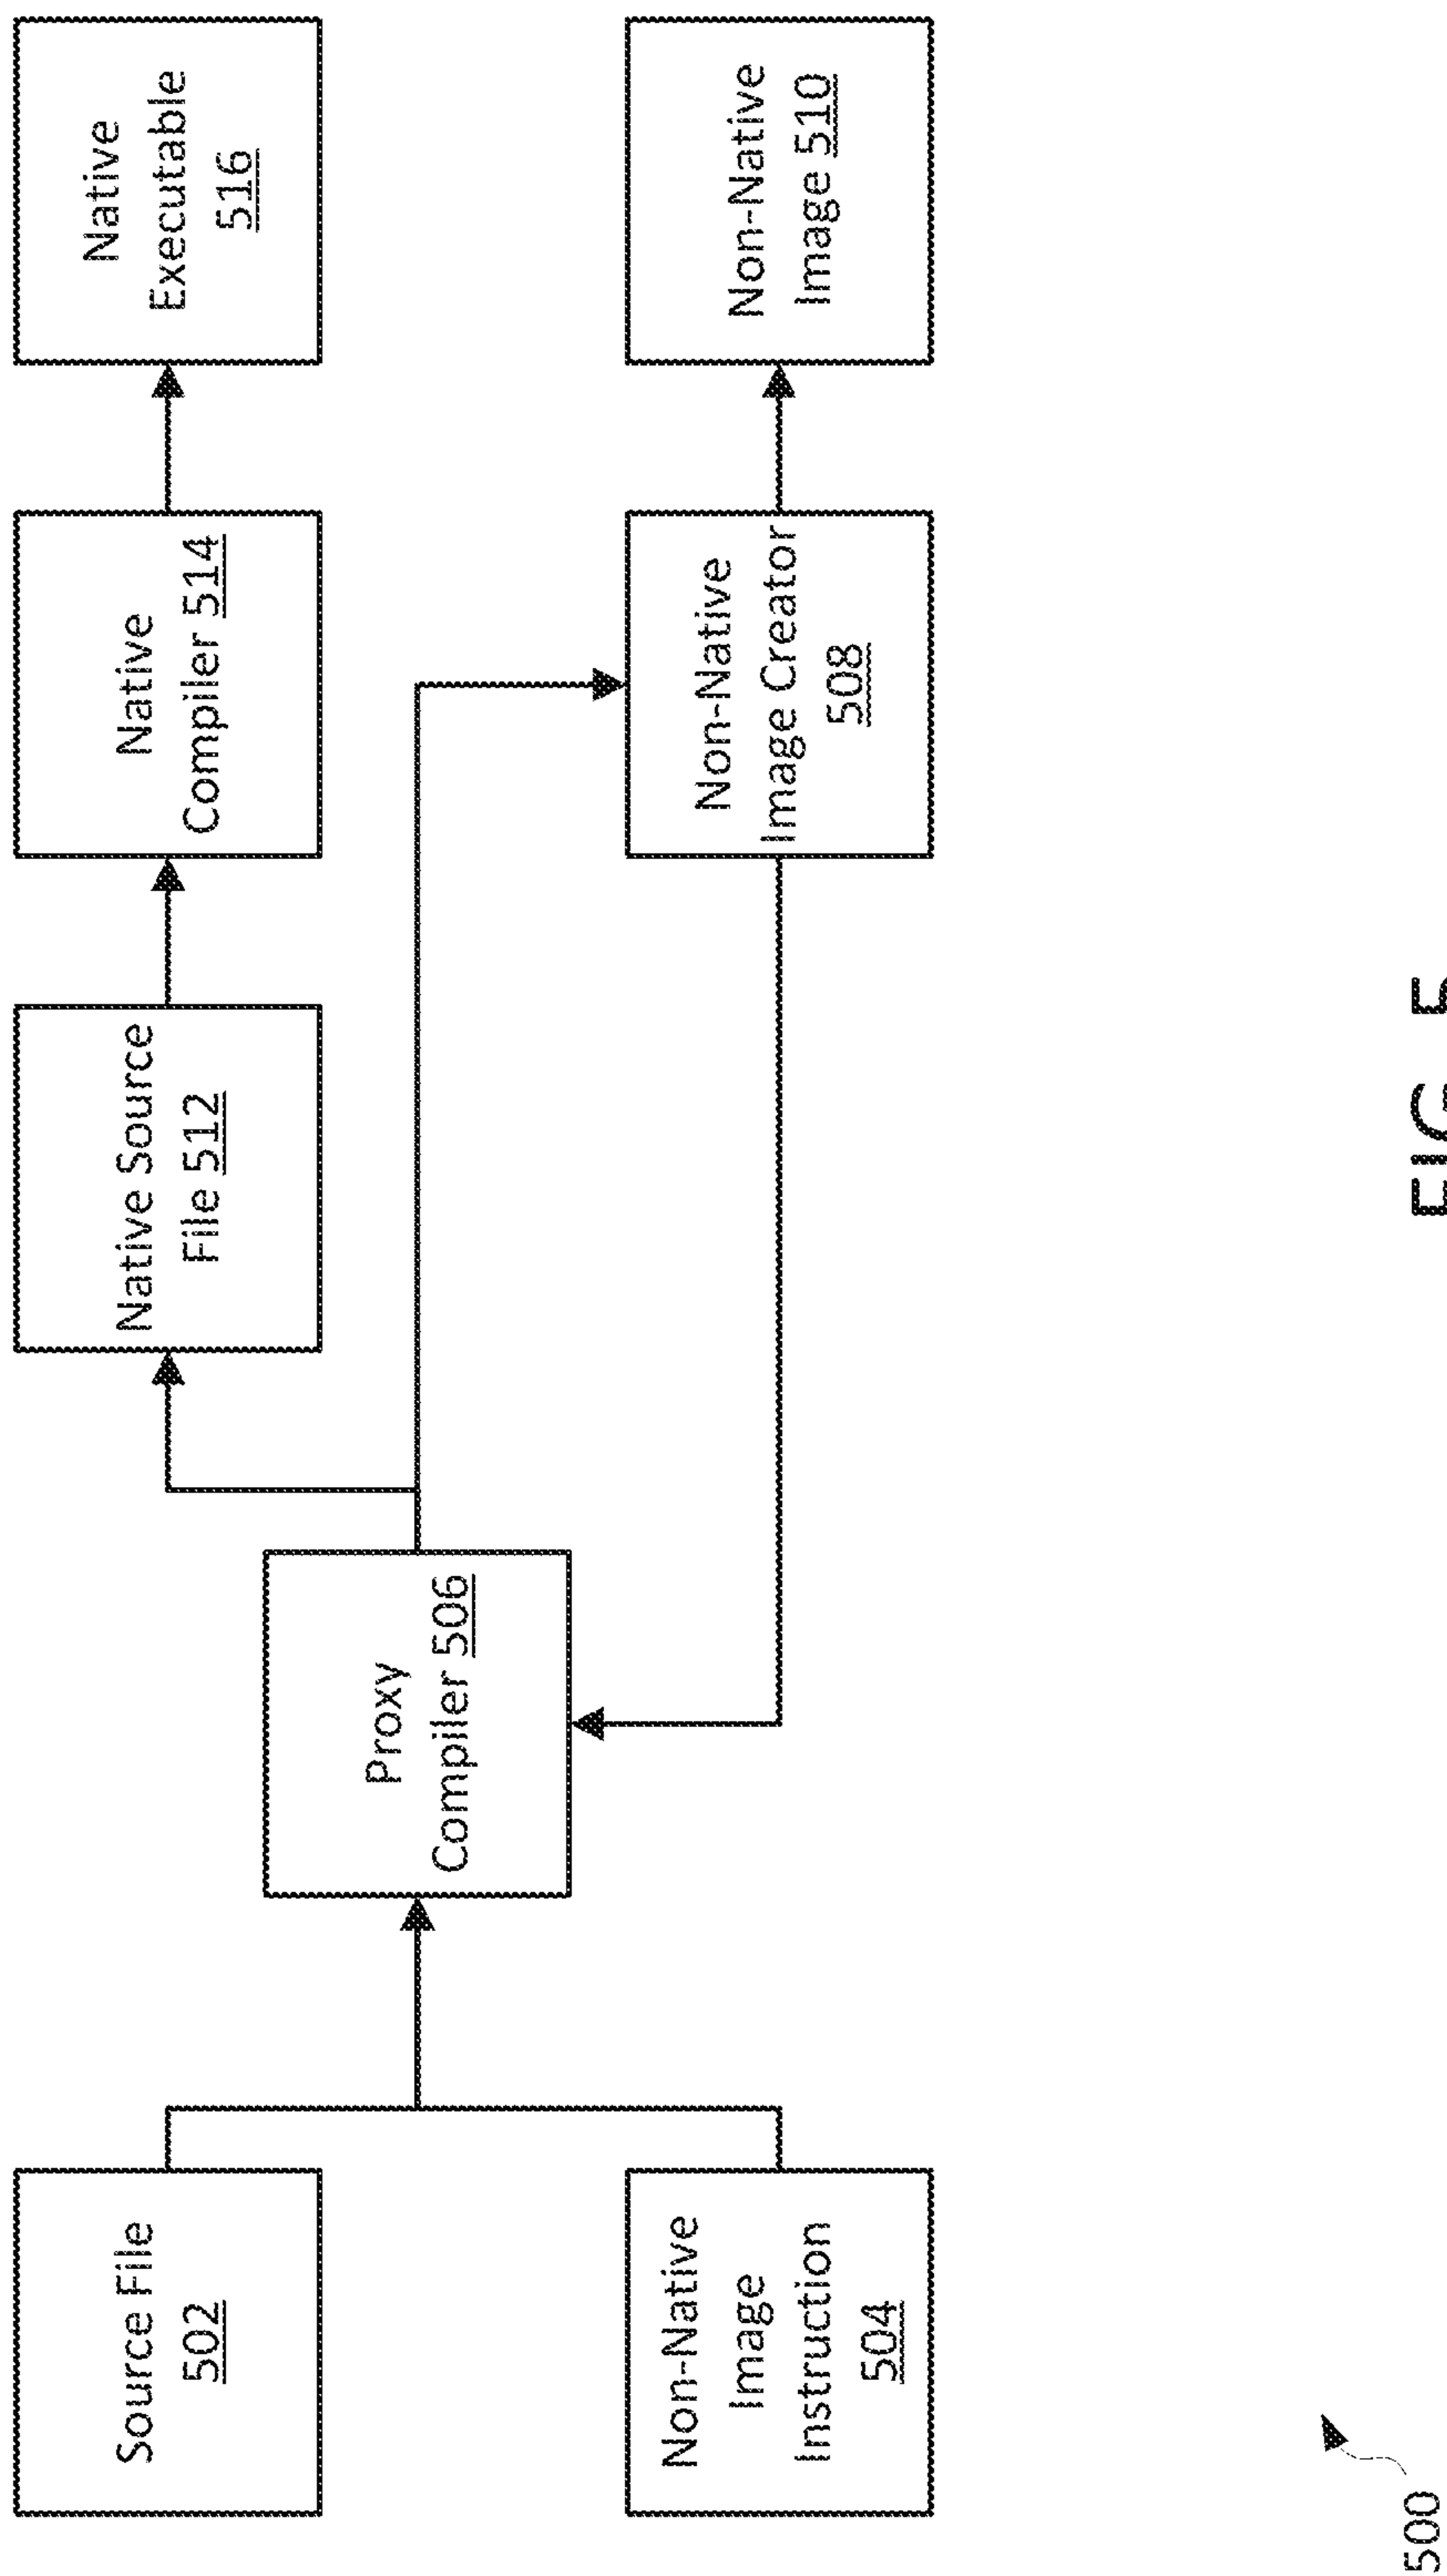 Source File
502
Non-Native
Image
Instruction
504
Proxy
Compiler 506
Native Source
File 512
Native
Compiler 514
Native
Executable
516
Non-Native
Image Creator
508
Non-Native
Image 510
500
FIG. 5